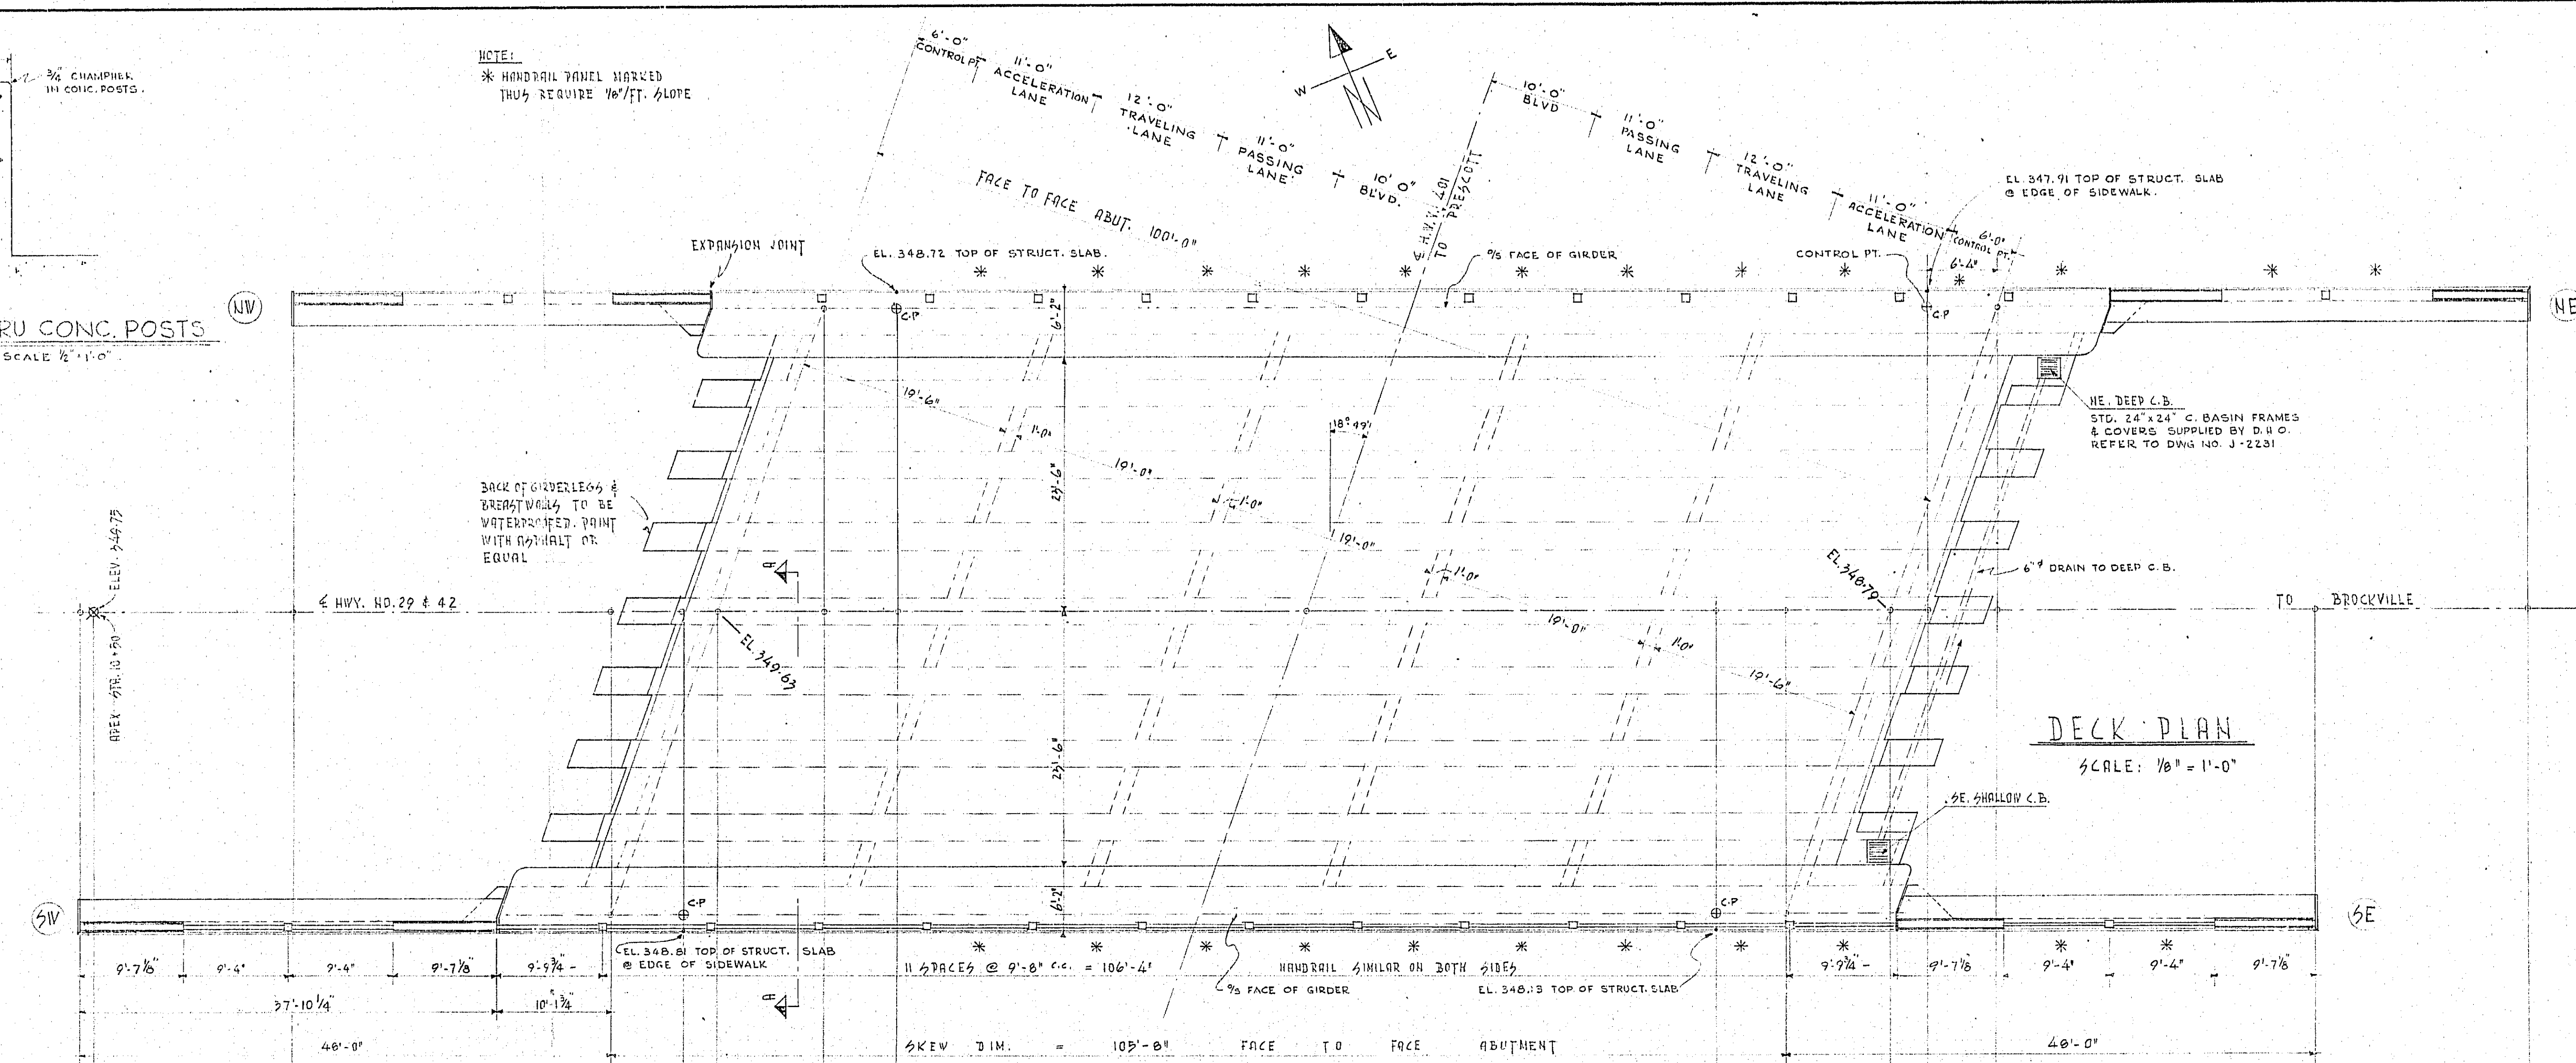 3/4" CHAMPHER
IN CONC. POSTS.
RU CONC. POSTS
SCALE 1/2" = 1'-0"
NOTE:
* HANDRAIL PANEL MARKED
THUS REQUIRE 1/8"/FT. SLOPE
6'-0"
CONTROL PT.
11'-0"
ACCELERATION
LANE
12'-0"
TRAVELING
LANE
11'-0"
PASSING
LANE
10'-0"
BLVD.
W
E
N
10'-0"
BLVD
11'-0"
PASSING
LANE
12'-0"
TRAVELING
LANE
11'-0"
ACCELERATION
LANE
6'-0"
CONTROL PT.
6'-4"
FACE TO FACE ABUT. 100'-0"
℄ H.W.Y. 401
TO PRESCOTT
EL. 347.91 TOP OF STRUCT. SLAB
@ EDGE OF SIDEWALK.
EXPANSION JOINT
EL. 348.72 TOP OF STRUCT. SLAB.
O/S FACE OF GIRDER
CONTROL PT.
* * * * * * * * * * * * *
NW
NE
C.P
C.P
6'-2"
19'-6"
1'-0"
18° 49'
19'-0"
23'-6"
1'-0"
19'-0"
1'-0"
19'-0"
1'-0"
19'-6"
NE. DEEP C.B.
STD. 24" x 24" C. BASIN FRAMES
& COVERS SUPPLIED BY D.H.O.
REFER TO DWG NO. J-2231
BACK OF GIRDERLEGS &
BREASTWALLS TO BE
WATERPROOFED. PAINT
WITH ASPHALT OR
EQUAL
A
6"⌀ DRAIN TO DEEP C.B.
EL. 348.79
ELEV. 349.75
APEX STA. 10+50
℄ HWY. NO. 29 & 42
TO BROCKVILLE
EL. 349.63
23'-6"
DECK PLAN
SCALE: 1/8" = 1'-0"
SE. SHALLOW C.B.
6'-2"
C.P
C.P
SW
SE
EL. 348.81 TOP OF STRUCT. SLAB
@ EDGE OF SIDEWALK
* * * * * * * * * * *
9'-7 1/8" 9'-4" 9'-4" 9'-7 1/8" 9'-9 3/4"
11 SPACES @ 9'-8" C.C. = 106'-4"
HANDRAIL SIMILAR ON BOTH SIDES
9'-9 3/4" 9'-7 1/8 9'-4" 9'-4" 9'-7 1/8"
O/S FACE OF GIRDER
EL. 348.13 TOP OF STRUCT. SLAB
37'-10 1/4"
10'-1 3/4"
A
48'-0"
SKEW DIM. = 105'-8" FACE TO FACE ABUTMENT
48'-0"